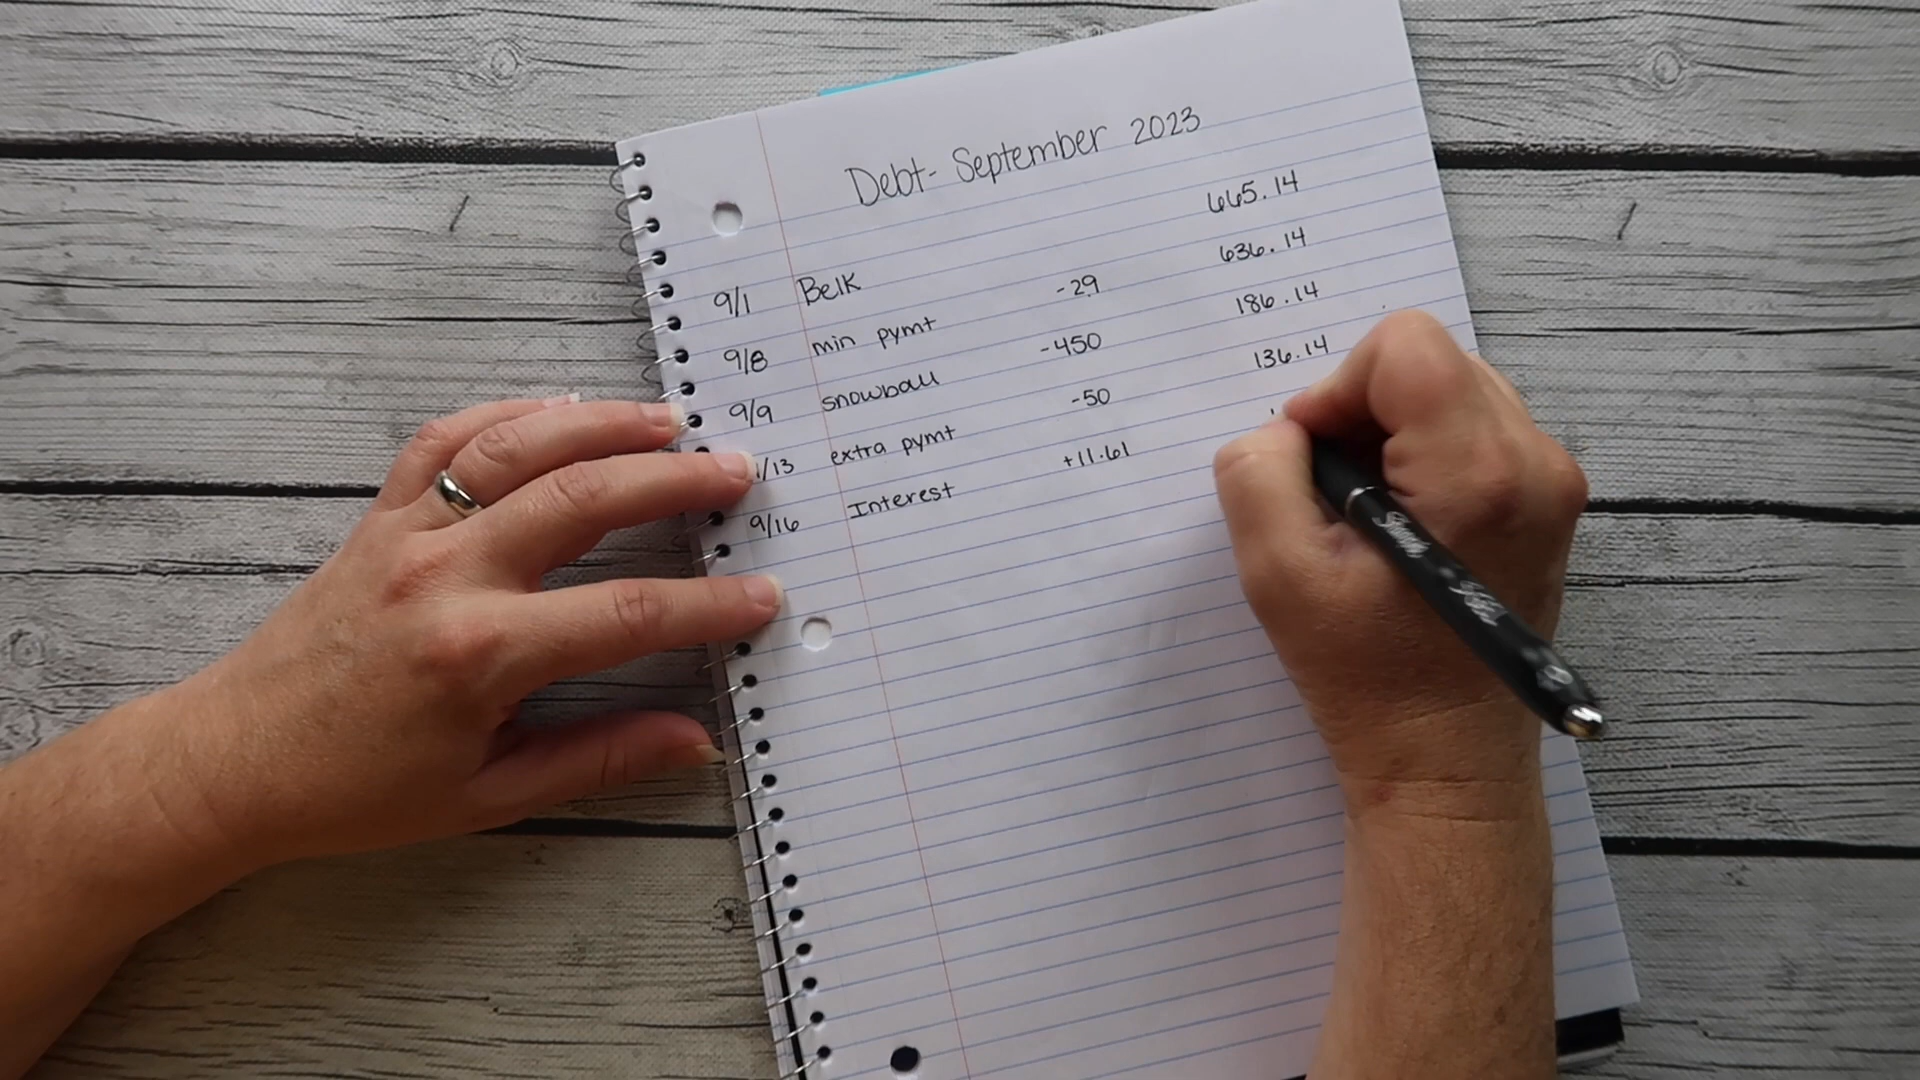 Debt- September 2023
9/1 Belk 665.14
9/8 min pymt -29 636.14
9/9 snowball -450 186.14
/13 extra pymt -50 136.14
9/16 Interest +11.61